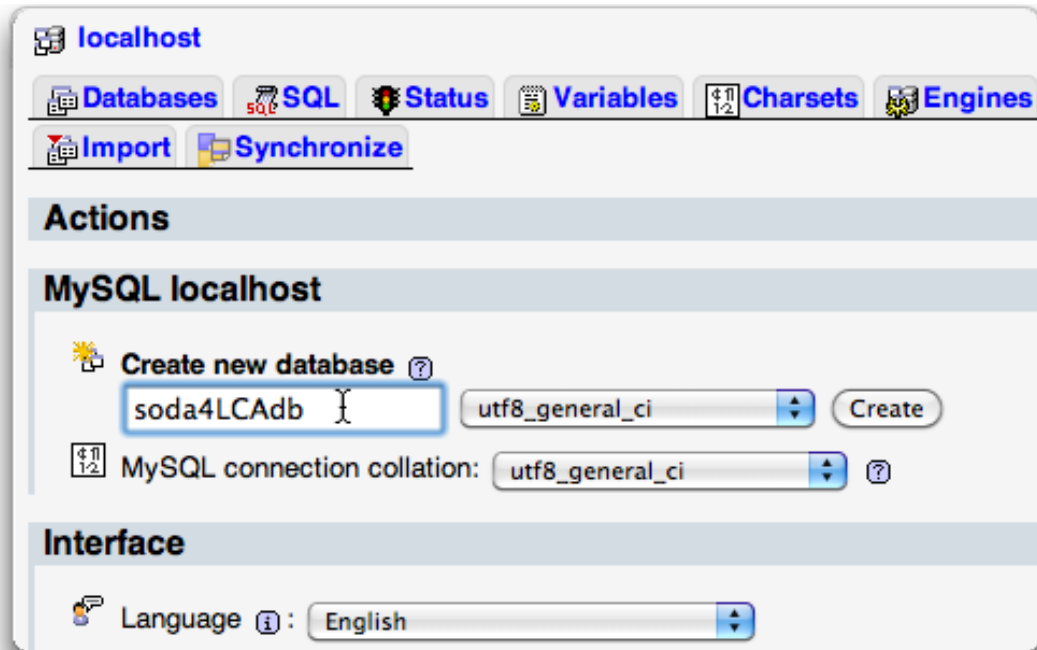 localhost
Databases SQL Status Variables Charsets Engines
Import Synchronize
Actions
MySQL localhost
Create new database
soda4LCAdb utf8_general_ci Create
MySQL connection collation: utf8_general_ci
Interface
Language : English